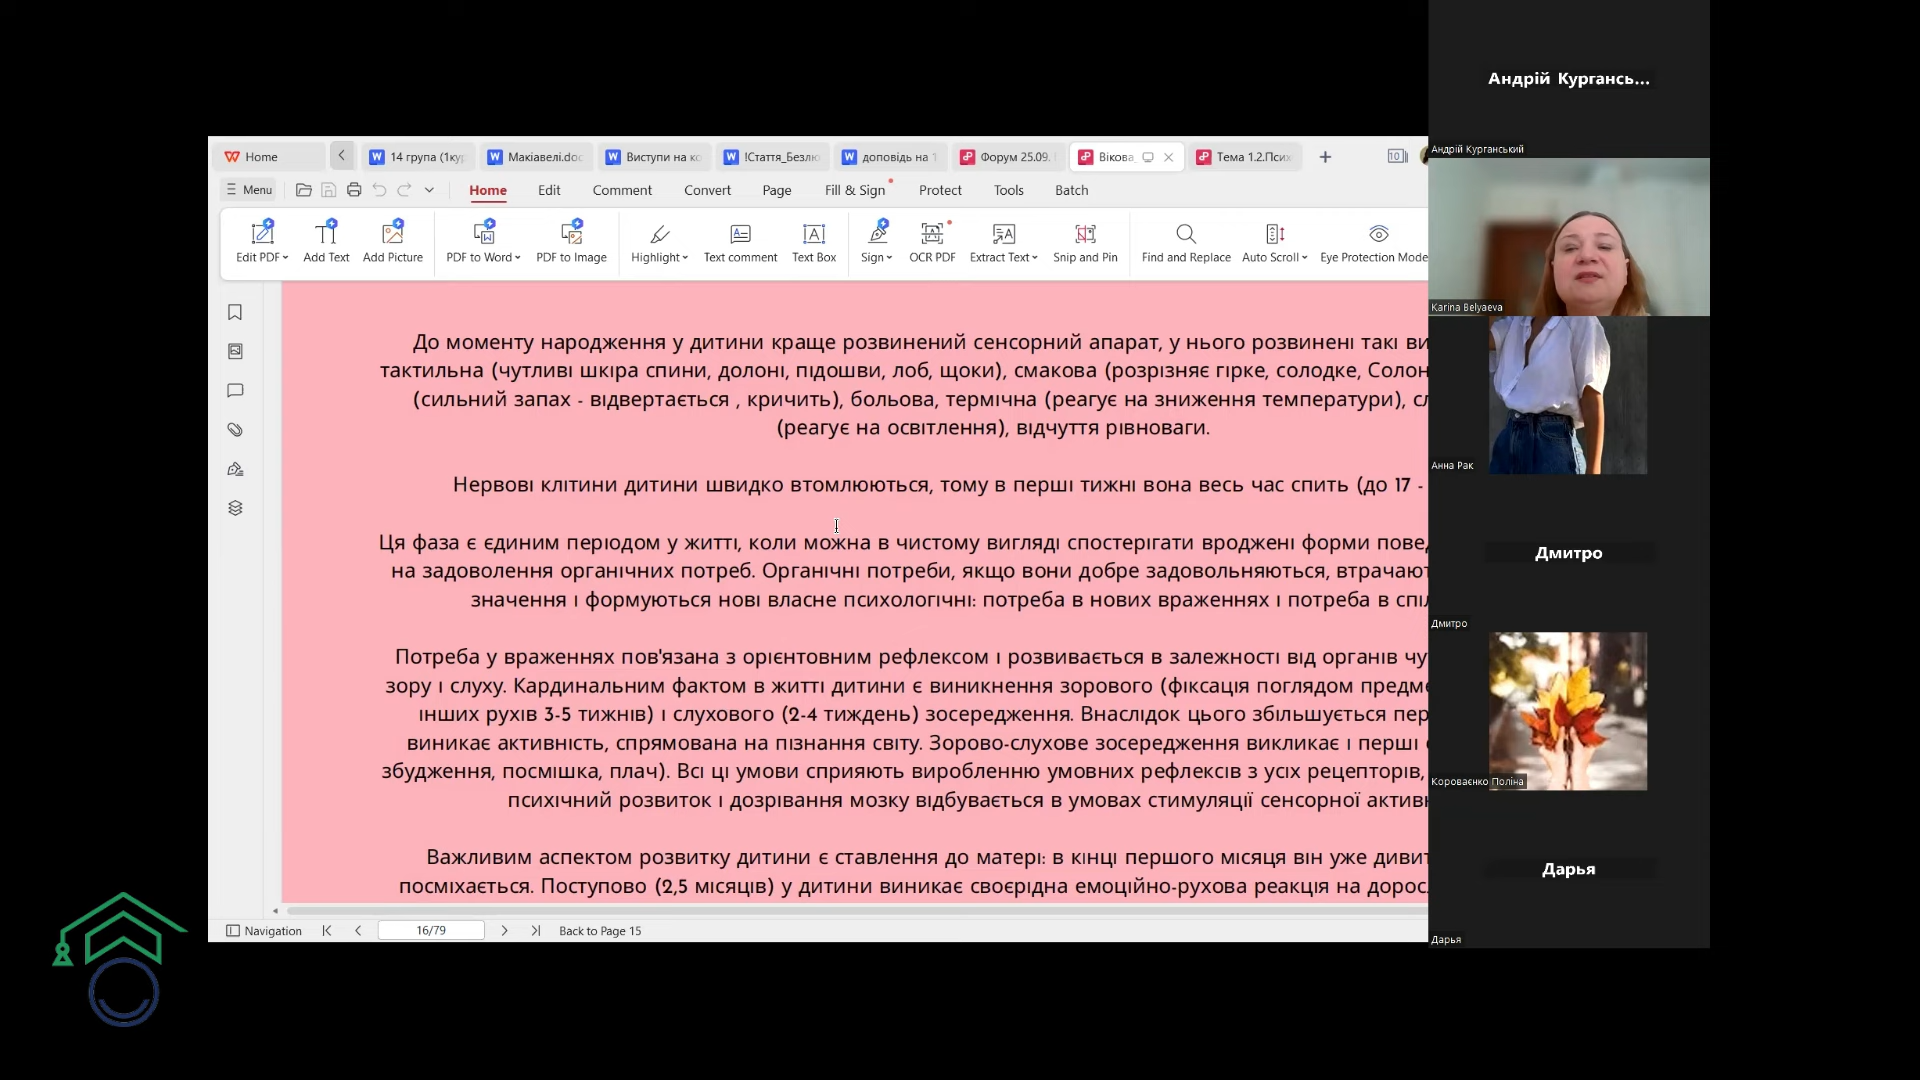 Home
14 група (1кур
Макіавелі.doc
Виступи на ко
!Стаття_Безлю
доповідь на 1
Форум 25.09.
Вікова_
Тема 1.2.Псих
10
Menu
Home
Edit
Comment
Convert
Page
Fill & Sign
Protect
Tools
Batch
Edit PDF
Add Text
Add Picture
PDF to Word
PDF to Image
Highlight
Text comment
Text Box
Sign
OCR PDF
Extract Text
Snip and Pin
Find and Replace
Auto Scroll
Eye Protection Mode
До моменту народження у дитини краще розвинений сенсорний апарат, у нього розвинені такі ви
тактильна (чутливі шкіра спини, долоні, підошви, лоб, щоки), смакова (розрізняє гірке, солодке, Солон
(сильний запах - відвертається , кричить), больова, термічна (реагує на зниження температури), сл
(реагує на освітлення), відчуття рівноваги.
Нервові клітини дитини швидко втомлюються, тому в перші тижні вона весь час спить (до 17 -
Ця фаза є єдиним періодом у житті, коли можна в чистому вигляді спостерігати вроджені форми повед
на задоволення органічних потреб. Органічні потреби, якщо вони добре задовольняються, втрачают
значення і формуються нові власне психологічні: потреба в нових враженнях і потреба в спіл
Потреба у враженнях пов'язана з орієнтовним рефлексом і розвивається в залежності від органів чу
зору і слуху. Кардинальним фактом в житті дитини є виникнення зорового (фіксація поглядом предме
інших рухів 3-5 тижнів) і слухового (2-4 тиждень) зосередження. Внаслідок цього збільшується пер
виникає активність, спрямована на пізнання світу. Зорово-слухове зосередження викликає і перші
збудження, посмішка, плач). Всі ці умови сприяють виробленню умовних рефлексів з усіх рецепторів,
психічний розвиток і дозрівання мозку відбувається в умовах стимуляції сенсорної активн
Важливим аспектом розвитку дитини є ставлення до матері: в кінці першого місяця він уже дивит
посміхається. Поступово (2,5 місяців) у дитини виникає своєрідна емоційно-рухова реакція на доросл
Navigation
16/79
Back to Page 15
Андрій Кургансь...
Андрій Курганський
Karina Belyaeva
Анна Рак
Дмитро
Дмитро
Короваєнко Поліна
Дарья
Дарья